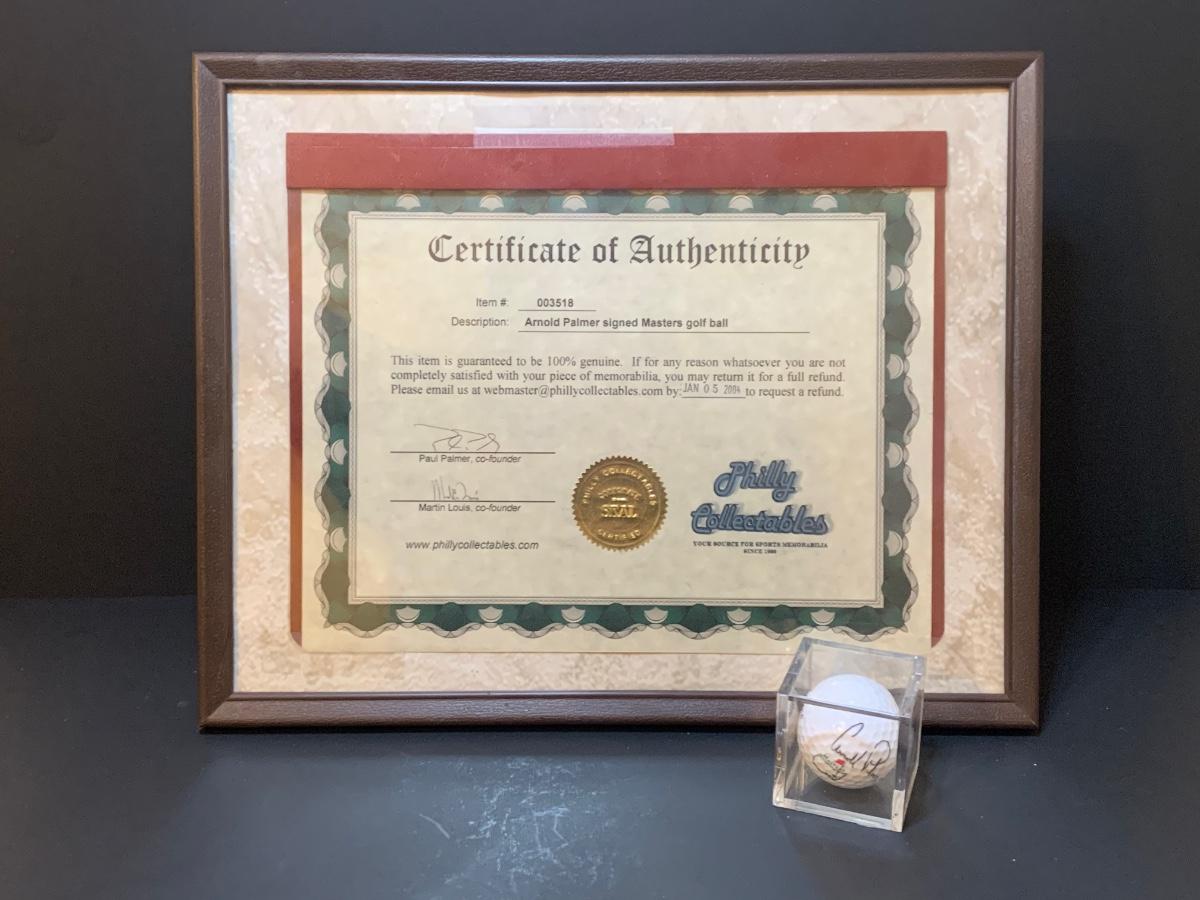 Certificate of Authenticity
Item #: 003518
Description: Arnold Palmer signed Masters golf ball
This item is guaranteed to be 100% genuine. If for any reason whatsoever you are not
completely satisfied with your piece of memorabilia, you may return it for a full refund.
Please email us at webmaster@phillycollectables.com by: JAN 05 2004 to request a refund.
Paul Palmer, co-founder
Martin Louis, co-founder
www.phillycollectables.com
PHILLY COLLECTABLES
SEAL
CERTIFIED
Philly
Collectables
YOUR SOURCE FOR SPORTS MEMORABILIA